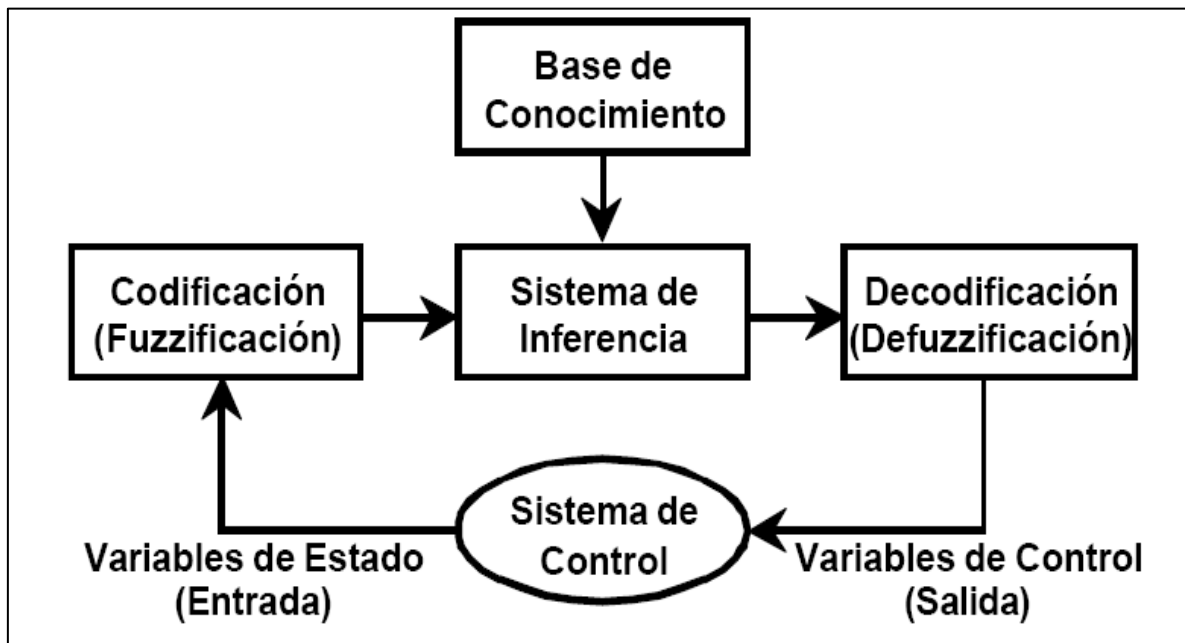 Base de
Conocimiento
Codificación
(Fuzzificación)
Sistema de
Inferencia
Decodificación
(Defuzzificación)
Sistema de
Control
Variables de Estado
(Entrada)
Variables de Control
(Salida)